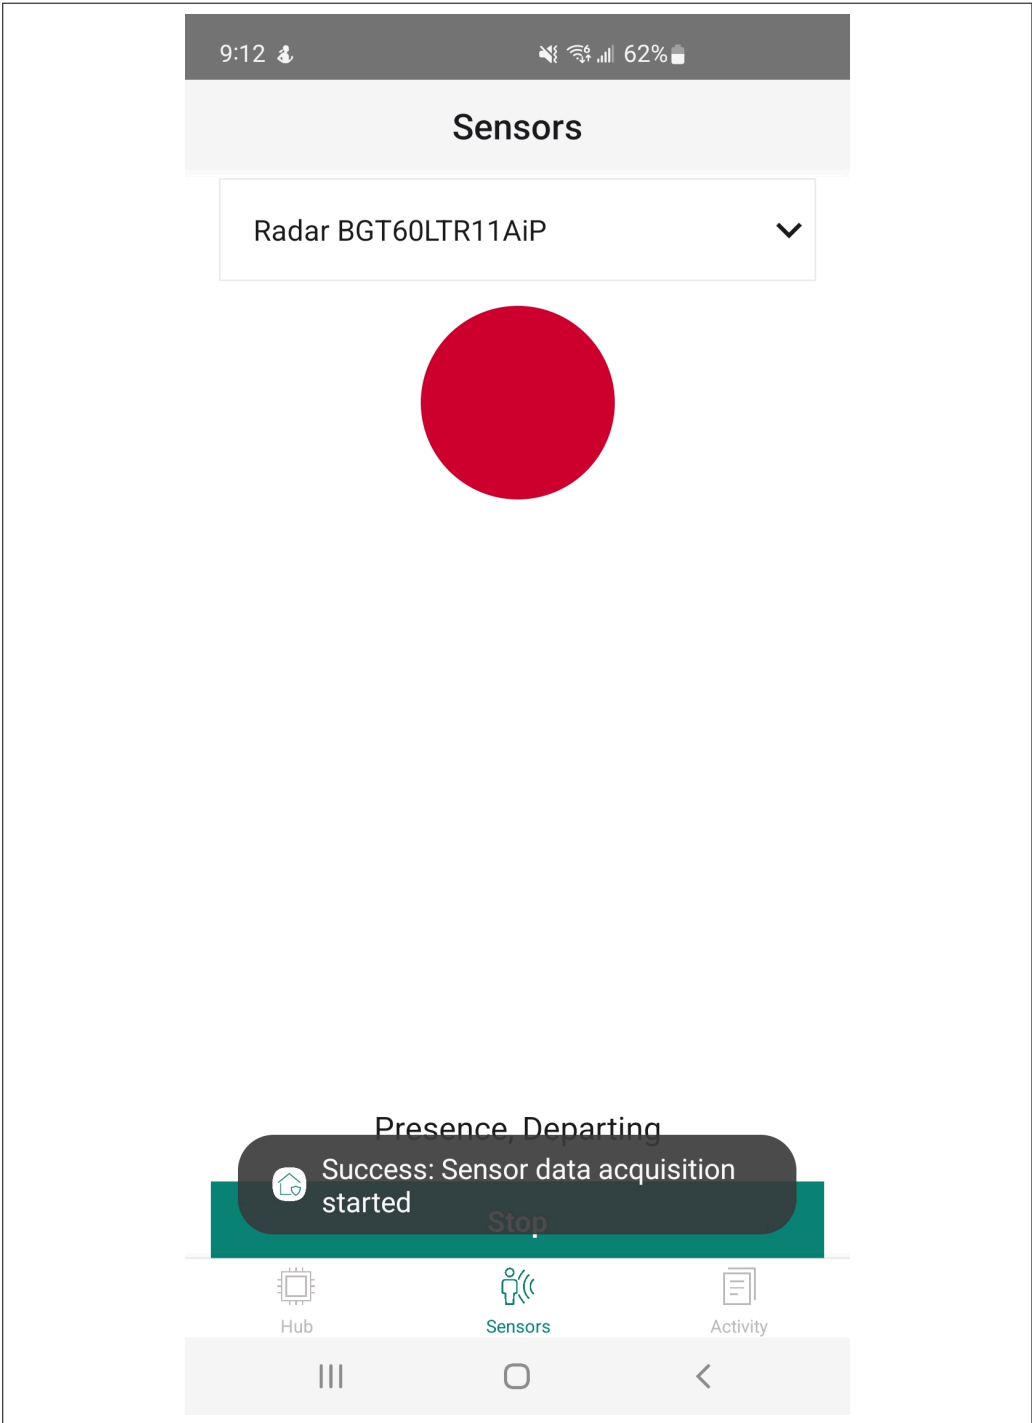 9:12 62%
Sensors
Radar BGT60LTR11AiP
Presence, Departing
Success: Sensor data acquisition
started
Stop
Hub Sensors Activity